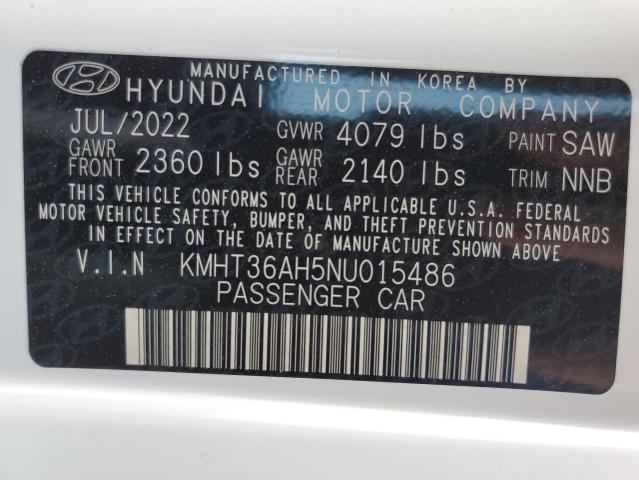 MANUFACTURED IN KOREA BY
HYUNDAI MOTOR COMPANY
JUL/2022 GVWR 4079 lbs PAINT SAW
GAWR FRONT 2360 lbs GAWR REAR 2140 lbs TRIM NNB
THIS VEHICLE CONFORMS TO ALL APPLICABLE U.S.A. FEDERAL
MOTOR VEHICLE SAFETY, BUMPER, AND THEFT PREVENTION STANDARDS
IN EFFECT ON THE DATE OF MANUFACTURE SHOWN ABOVE
V.I.N KMHT36AH5NU015486
PASSENGER CAR